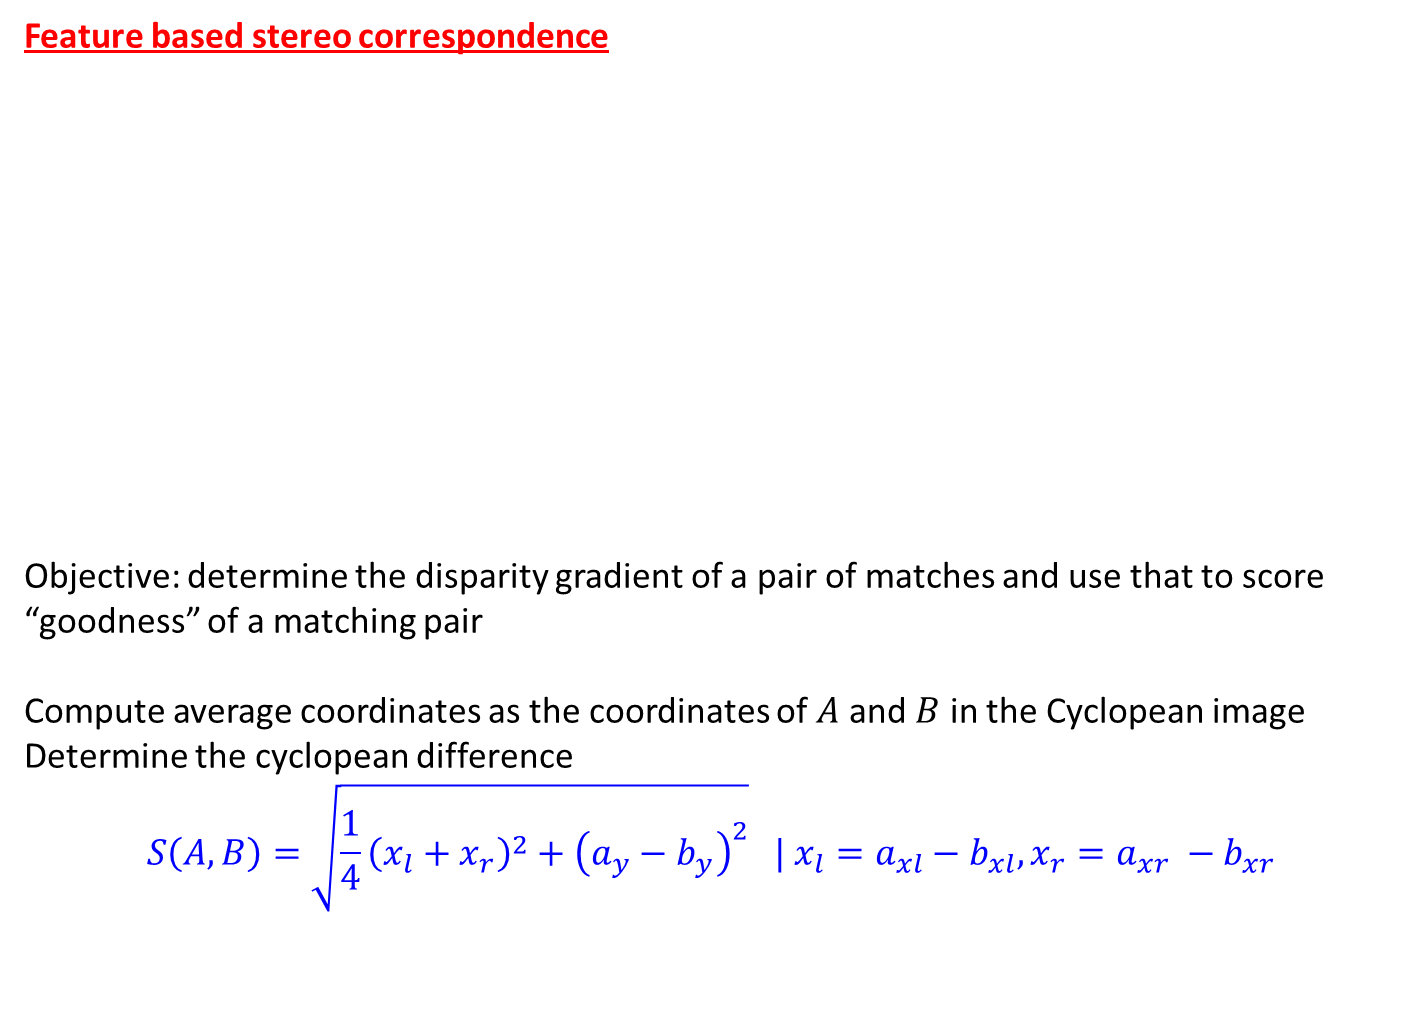 Feature based stereo correspondence
Objective: determine the disparity gradient of a pair of matches and use that to score
“goodness” of a matching pair
Compute average coordinates as the coordinates of A and B in the Cyclopean image
Determine the cyclopean difference
S(A, B) = √(1/4 (x_l + x_r)² + (a_y − b_y)²) | x_l = a_xl − b_xl, x_r = a_xr − b_xr